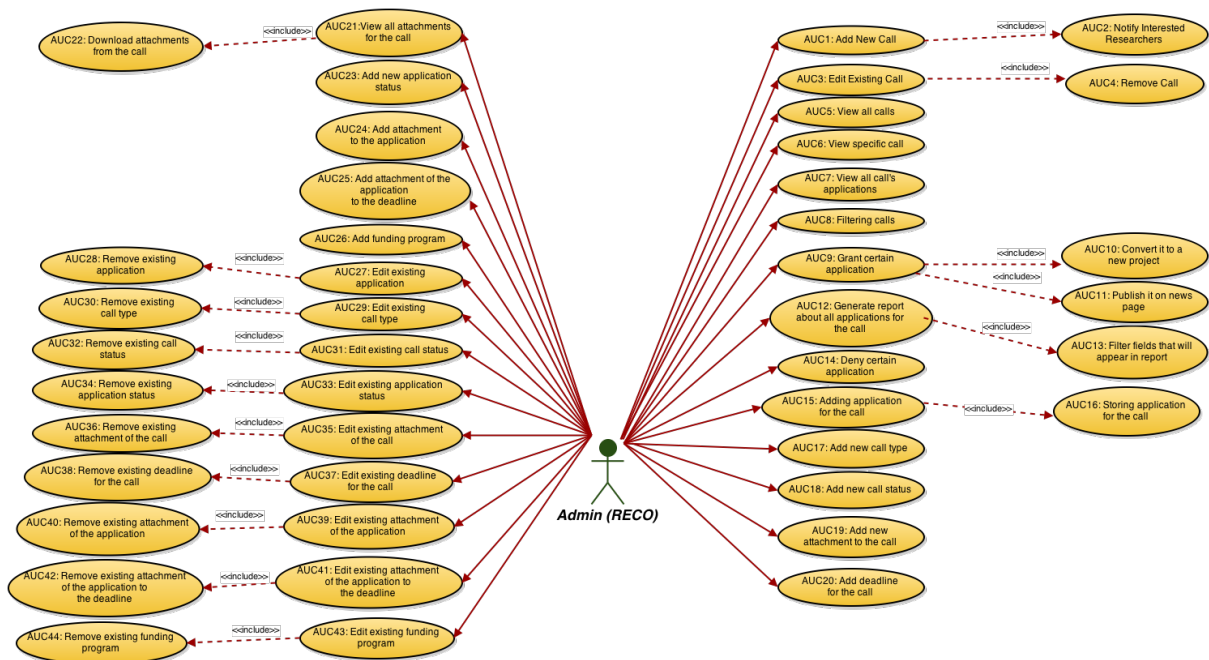 AUC22: Download attachments
from the call
<<include>>
AUC21:View all attachments
for the call
AUC23: Add new application
status
AUC24: Add attachment
to the application
AUC25: Add attachment of the
application
to the deadline
AUC26: Add funding program
AUC28: Remove existing
application
<<include>>
AUC27: Edit existing
application
AUC30: Remove existing
call type
<<include>>
AUC29: Edit existing
call type
AUC32: Remove existing call
status
<<include>>
AUC31: Edit existing call status
AUC34: Remove existing
application status
<<include>>
AUC33: Edit existing application
status
AUC36: Remove existing
attachment of the call
<<include>>
AUC35: Edit existing attachment
of the call
AUC38: Remove existing deadline
for the call
<<include>>
AUC37: Edit existing deadline
for the call
AUC40: Remove existing attachment
of the application
<<include>>
AUC39: Edit existing attachment
of the application
AUC42: Remove existing attachment
of the application to
the deadline
<<include>>
AUC41: Edit existing attachment
of the application to
the deadline
AUC44: Remove existing funding
program
<<include>>
AUC43: Edit existing funding
program
Admin (RECO)
AUC1: Add New Call
<<include>>
AUC2: Notify Interested
Researchers
AUC3: Edit Existing Call
<<include>>
AUC4: Remove Call
AUC5: View all calls
AUC6: View specific call
AUC7: View all call's
applications
AUC8: Filtering calls
AUC9: Grant certain
application
<<include>>
AUC10: Convert it to a
new project
<<include>>
AUC11: Publish it on news
page
AUC12: Generate report
about all applications for
the call
<<include>>
AUC13: Filter fields that will
appear in report
AUC14: Deny certain
application
AUC15: Adding application
for the call
<<include>>
AUC16: Storing application
for the call
AUC17: Add new call type
AUC18: Add new call status
AUC19: Add new
attachment to the call
AUC20: Add deadline
for the call